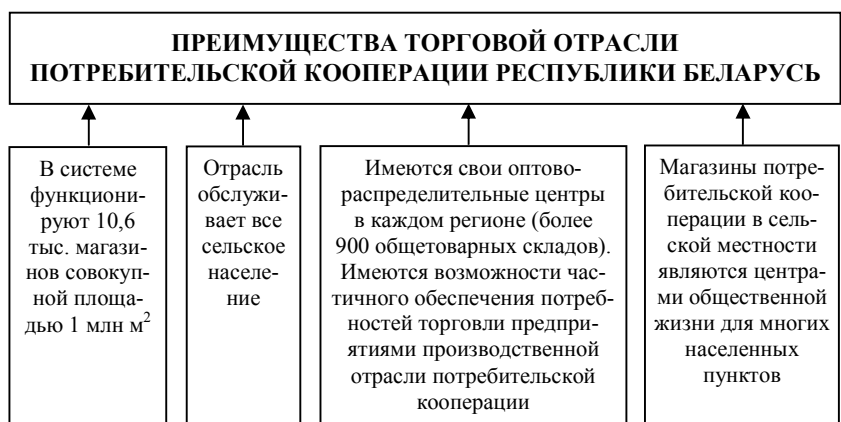 ПРЕИМУЩЕСТВА ТОРГОВОЙ ОТРАСЛИ
ПОТРЕБИТЕЛЬСКОЙ КООПЕРАЦИИ РЕСПУБЛИКИ БЕЛАРУСЬ
В системе
функциони-
руют 10,6
тыс. магази-
нов совокуп-
ной площа-
дью 1 млн м²
Отрасль
обслужи-
вает все
сельское
населе-
ние
Имеются свои оптово-
распределительные центры
в каждом регионе (более
900 общетоварных складов).
Имеются возможности час-
тичного обеспечения потреб-
ностей торговли предпри-
ятиями производственной
отрасли потребительской
кооперации
Магазины потре-
бительской коо-
перации в сель-
ской местности
являются центра-
ми общественной
жизни для многих
населенных
пунктов